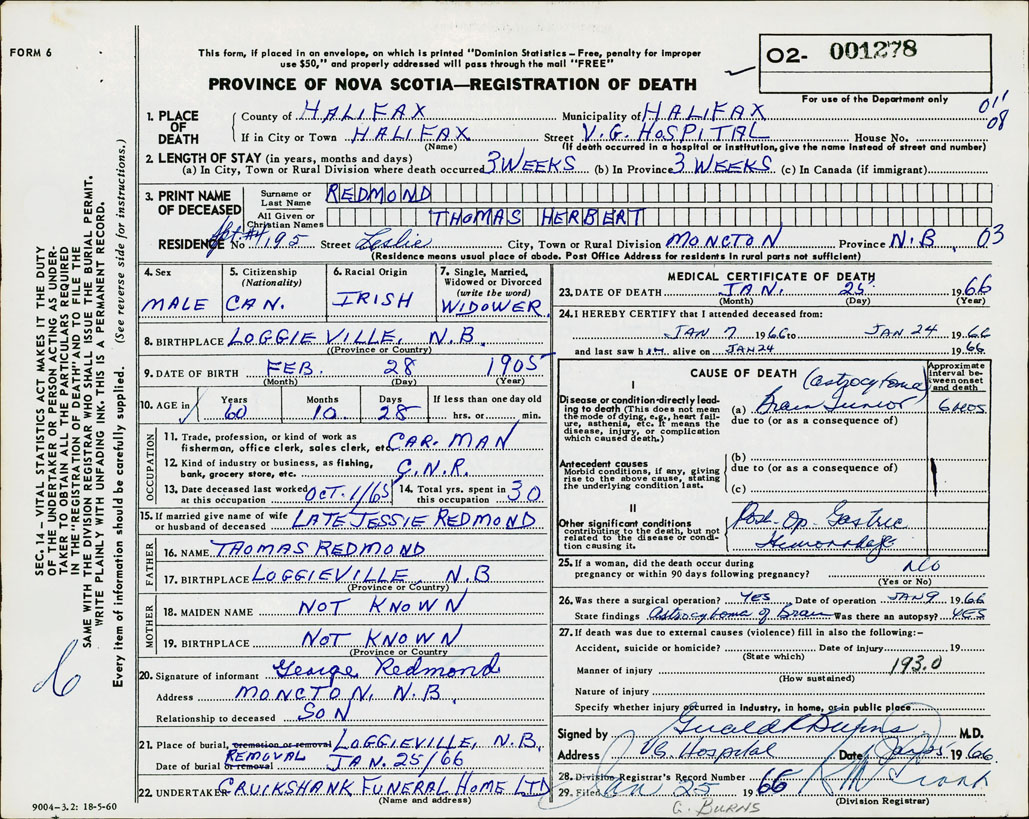 FORM 6
This form, if placed in an envelope, on which is printed "Dominion Statistics – Free, penalty for improper
use $50," and properly addressed will pass through the mail "FREE"
PROVINCE OF NOVA SCOTIA—REGISTRATION OF DEATH
02- 001278
For use of the Department only
011
08
1. PLACE OF DEATH
County of HALIFAX Municipality of HALIFAX
If in City or Town HALIFAX Street V.G. HOSPITAL House No.
(Name) (If death occurred in a hospital or institution, give the name instead of street and number)
2. LENGTH OF STAY (in years, months and days)
(a) In City, Town or Rural Division where death occurred 3 WEEKS (b) In Province 3 WEEKS (c) In Canada (if immigrant)
3. PRINT NAME OF DECEASED
Surname or Last Name REDMOND
All Given or Christian Names THOMAS HERBERT
RESIDENCE No. Apt. #4, 195 Street Leslie City, Town or Rural Division MONCTON Province N.B. 03
(Residence means usual place of abode. Post Office Address for residents in rural parts not sufficient)
4. Sex MALE
5. Citizenship (Nationality) CAN.
6. Racial Origin IRISH
7. Single, Married, Widowed or Divorced (write the word) WIDOWER
8. BIRTHPLACE LOGGIEVILLE, N.B.
(Province or Country)
9. DATE OF BIRTH FEB. 28 1905
(Month) (Day) (Year)
10. AGE in Years 60 Months 10 Days 28 If less than one day old hrs. or min.
OCCUPATION
11. Trade, profession, or kind of work as
fisherman, office clerk, sales clerk, etc. CAR-MAN
12. Kind of industry or business, as fishing,
bank, grocery store, etc. C.N.R.
13. Date deceased last worked at this occupation OCT. 1/65
14. Total yrs. spent in this occupation 30
15. If married give name of wife
or husband of deceased LATE JESSIE REDMOND
FATHER
16. NAME THOMAS REDMOND
17. BIRTHPLACE LOGGIEVILLE, N.B
(Province or Country)
MOTHER
18. MAIDEN NAME NOT KNOWN
19. BIRTHPLACE NOT KNOWN
(Province or Country)
20. Signature of informant George Redmond
Address MONCTON, N.B.
Relationship to deceased SON
21. Place of burial, cremation or removal LOGGIEVILLE, N.B.
REMOVAL
Date of burial or removal JAN. 25/66
22. UNDERTAKER CRUIKSHANK FUNERAL HOME LTD
(Name and address)
MEDICAL CERTIFICATE OF DEATH
23. DATE OF DEATH JAN. 25 1966
(Month) (Day) (Year)
24. I HEREBY CERTIFY that I attended deceased from:
JAN 7 1966 to JAN 24 1966
and last saw him alive on JAN 24 1966
CAUSE OF DEATH
Approximate interval between onset and death
I
Disease or condition directly leading to death (This does not mean the mode of dying, e.g., heart failure, asthenia, etc. It means the disease, injury, or complication which caused death.)
(astrocytoma)
(a) Brain Tumor 6 mos
due to (or as a consequence of)
Antecedent causes
Morbid conditions, if any, giving rise to the above cause, stating the underlying condition last.
(b)
due to (or as a consequence of)
(c)
II
Other significant conditions contributing to the death, but not related to the disease or condition causing it.
Post-Op Gastric
Hemorrhage
25. If a woman, did the death occur during
pregnancy or within 90 days following pregnancy? NO
(Yes or No)
26. Was there a surgical operation? YES Date of operation JAN 9 1966
State findings Astrocytoma of Brain Was there an autopsy? YES
27. If death was due to external causes (violence) fill in also the following:–
Accident, suicide or homicide? Date of injury 19
(State which)
Manner of injury 193.0
(How sustained)
Nature of injury
Specify whether injury occurred in industry, in home, or in public place
Signed by Gerald R Burns M.D.
Address V.G. Hospital Date Jan 25 1966
28. Division Registrar's Record Number
29. Filed Jan 25 1966
(Division Registrar)
G. BURNS
SEC. 14 – VITAL STATISTICS ACT MAKES IT THE DUTY
OF THE UNDERTAKER OR PERSON ACTING AS UNDER-
TAKER TO OBTAIN ALL THE PARTICULARS REQUIRED
IN THE "REGISTRATION OF DEATH" AND TO FILE THE
SAME WITH THE DIVISION REGISTRAR WHO SHALL ISSUE THE BURIAL PERMIT.
WRITE PLAINLY WITH UNFADING INK. THIS IS A PERMANENT RECORD.
Every item of information should be carefully supplied. (See reverse side for instructions.)
9004-3.2: 18-5-60